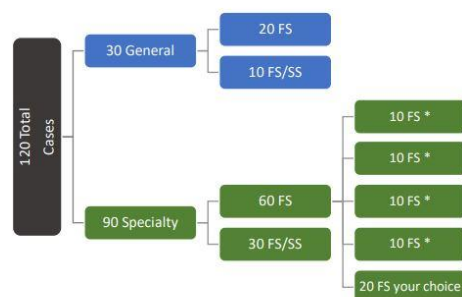 120 Total
Cases
30 General
20 FS
10 FS/SS
90 Specialty
60 FS
30 FS/SS
10 FS *
10 FS *
10 FS *
10 FS *
20 FS your choice